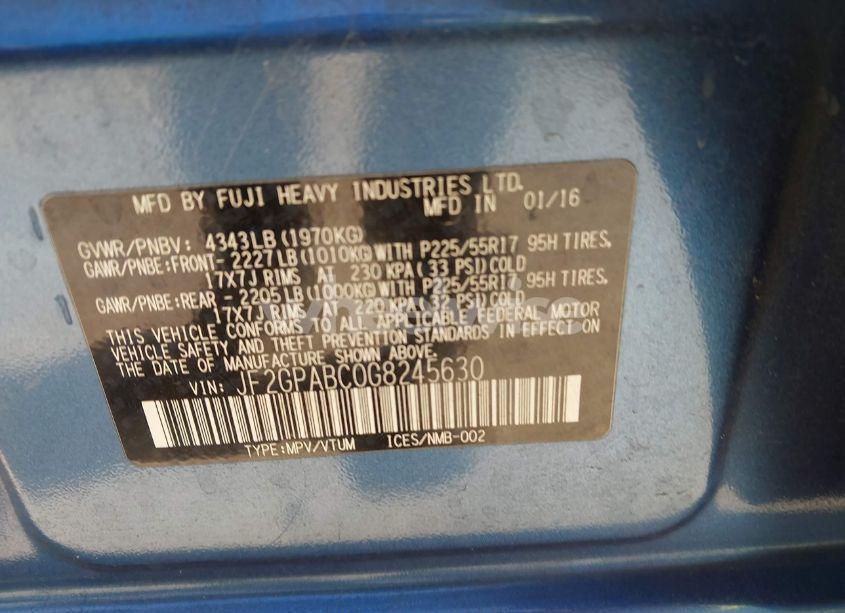 MFD BY FUJI HEAVY INDUSTRIES LTD.
MFD IN 01/16
GVWR/PNBV: 4343LB(1970KG)
GAWR/PNBE:FRONT-2227LB(1010KG)WITH P225/55R17 95H TIRES,
17X7J RIMS AT 230 KPA(33 PSI)COLD
GAWR/PNBE:REAR -2205LB(1000KG)WITH P225/55R17 95H TIRES,
17X7J RIMS AT 220 KPA(32 PSI)COLD
THIS VEHICLE CONFORMS TO ALL APPLICABLE FEDERAL MOTOR
VEHICLE SAFETY AND THEFT PREVENTION STANDARDS IN EFFECT ON
THE DATE OF MANUFACTURE SHOWN ABOVE.
VIN: JF2GPABC0G8245630
TYPE:MPV/VTUM ICES/NMB-002